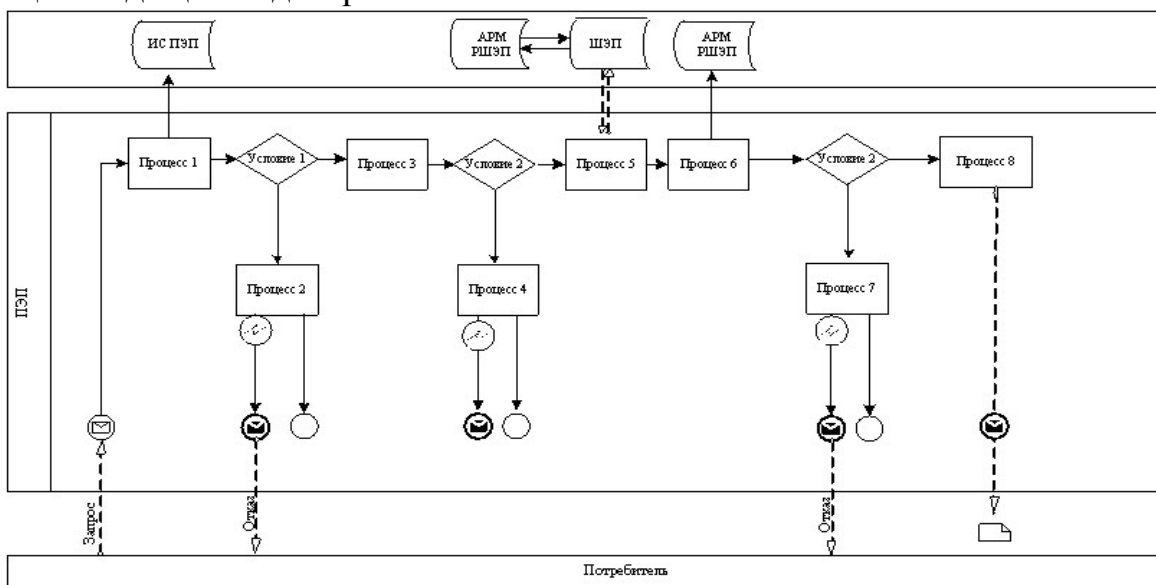 ИС ПЭП
АРМ
РШЭП
ШЭП
АРМ
РШЭП
ПЭП
Процесс 1
Условие 1
Процесс 3
Условие 2
Процесс 5
Процесс 6
Условие 2
Процесс 8
Процесс 2
Процесс 4
Процесс 7
Запрос
Отказ
Отказ
Потребитель